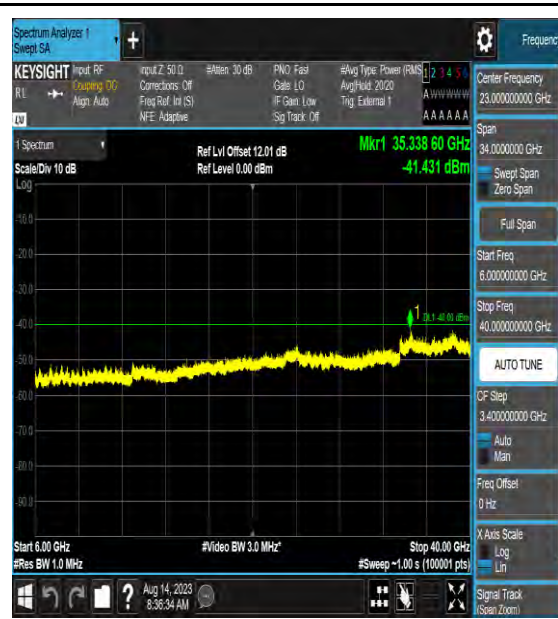 Spectrum Analyzer 1
Swept SA
+
Frequenc
KEYSIGHT
RL
LW
Input: RF
Coupling: DC
Align: Auto
Input Z: 50 Ω
Corrections: Off
Freq Ref: Int (S)
NFE: Adaptive
#Atten: 30 dB
PNO: Fast
Gate: LO
IF Gain: Low
Sig Track: Off
#Avg Type: Power (RMS
Avg|Hold: 20/20
Trig: External 1
1 2 3 4 5 6
A W W W W W
A A A A A A
1 Spectrum
Scale/Div 10 dB
Log
Ref Lvl Offset 12.01 dB
Ref Level 0.00 dBm
Mkr1 35.338 60 GHz
-41.431 dBm
-10.0
-20.0
-30.0
-40.0
-50.0
-60.0
-70.0
-80.0
-90.0
1
DL1 -40.00 dBm
Start 6.00 GHz
#Res BW 1.0 MHz
#Video BW 3.0 MHz*
Stop 40.00 GHz
#Sweep ~1.00 s (100001 pts)
Center Frequency
23.000000000 GHz
Span
34.0000000 GHz
Swept Span
Zero Span
Full Span
Start Freq
6.000000000 GHz
Stop Freq
40.000000000 GHz
AUTO TUNE
CF Step
3.400000000 GHz
Auto
Man
Freq Offset
0 Hz
X Axis Scale
Log
Lin
Signal Track
(Span Zoom)
?
Aug 14, 2023
8:36:34 AM